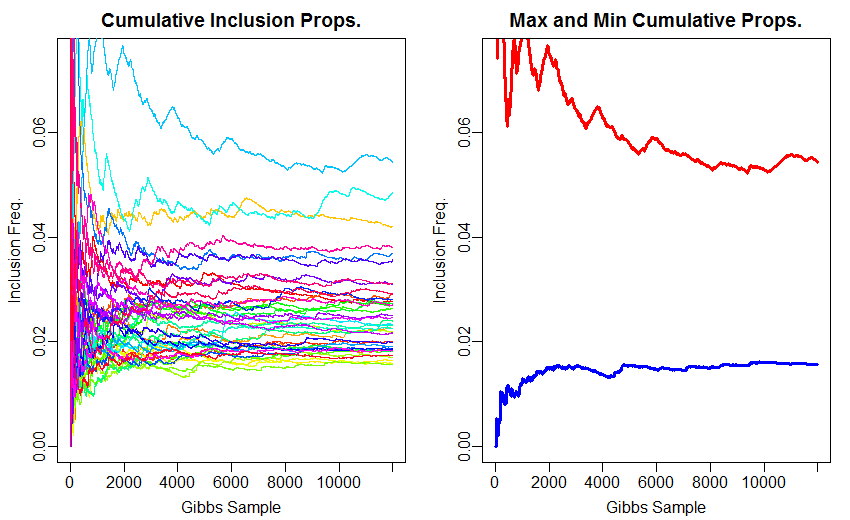 Cumulative Inclusion Props.
Inclusion Freq.
0.06
0.04
0.02
0.00
0 2000 4000 6000 8000 10000
Gibbs Sample
Max and Min Cumulative Props.
Inclusion Freq.
0.06
0.04
0.02
0.00
0 2000 4000 6000 8000 10000
Gibbs Sample